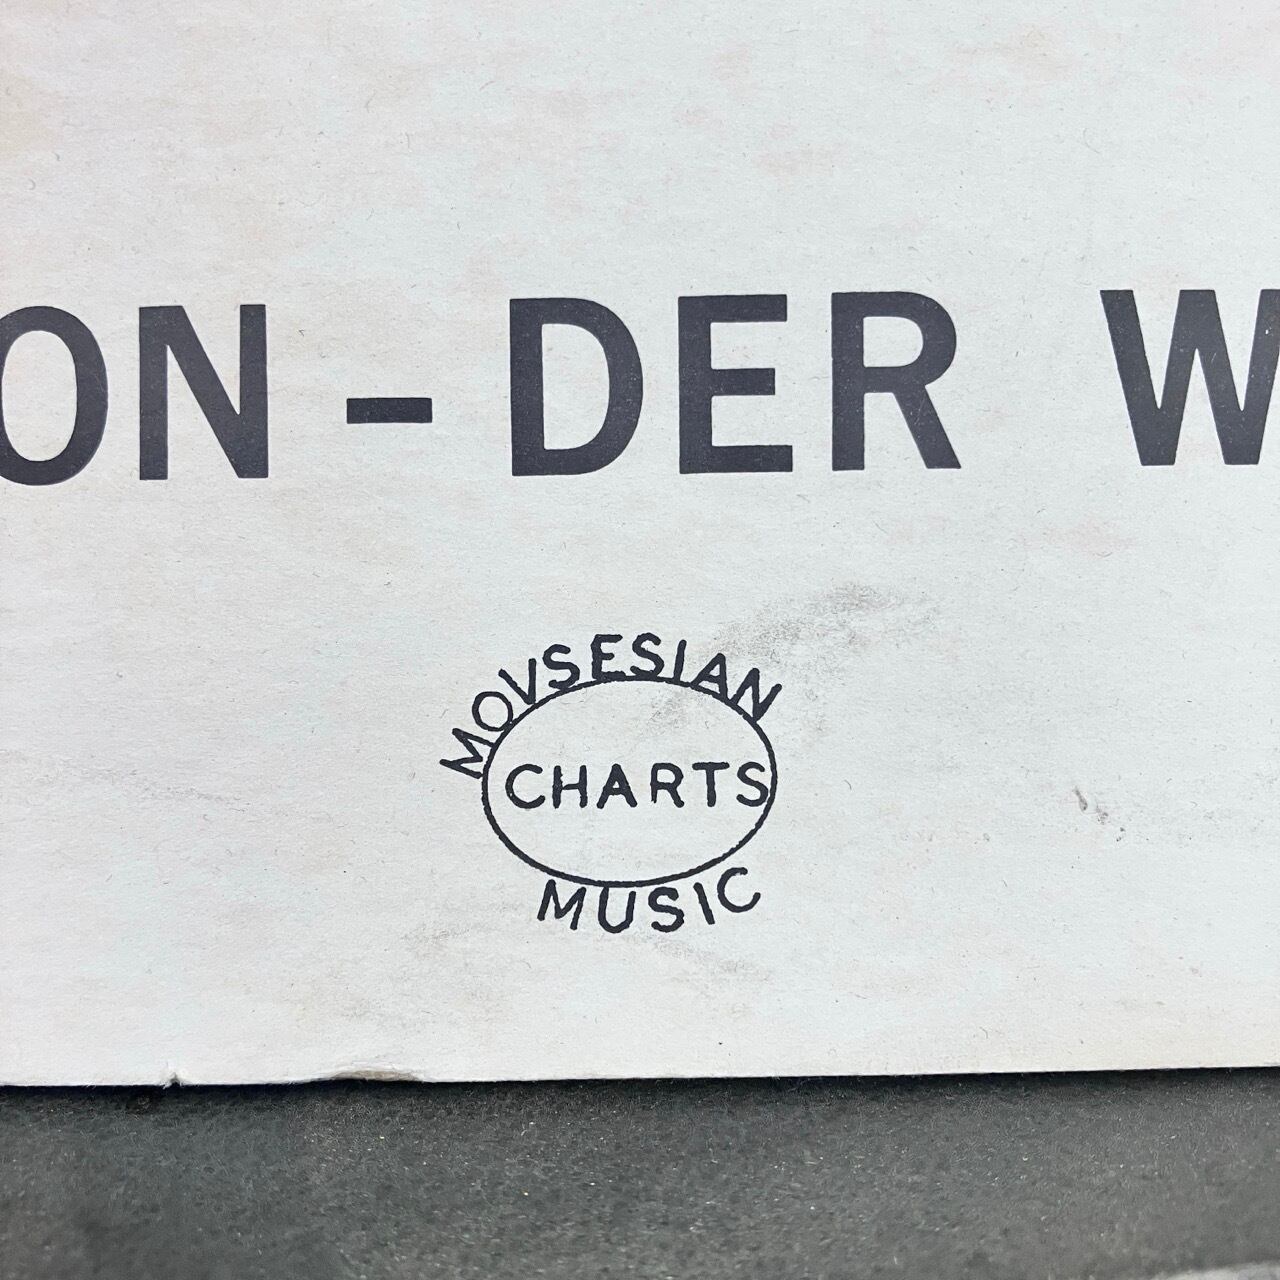 ON - DER W
MOVSESIAN
CHARTS
MUSIC